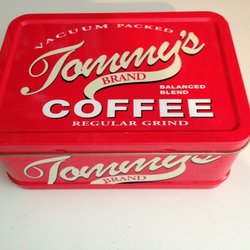 VACUUM PACKED
Tommy's
BRAND
BALANCED
BLEND
COFFEE
REGULAR GRIND
Tommy's
BRAND